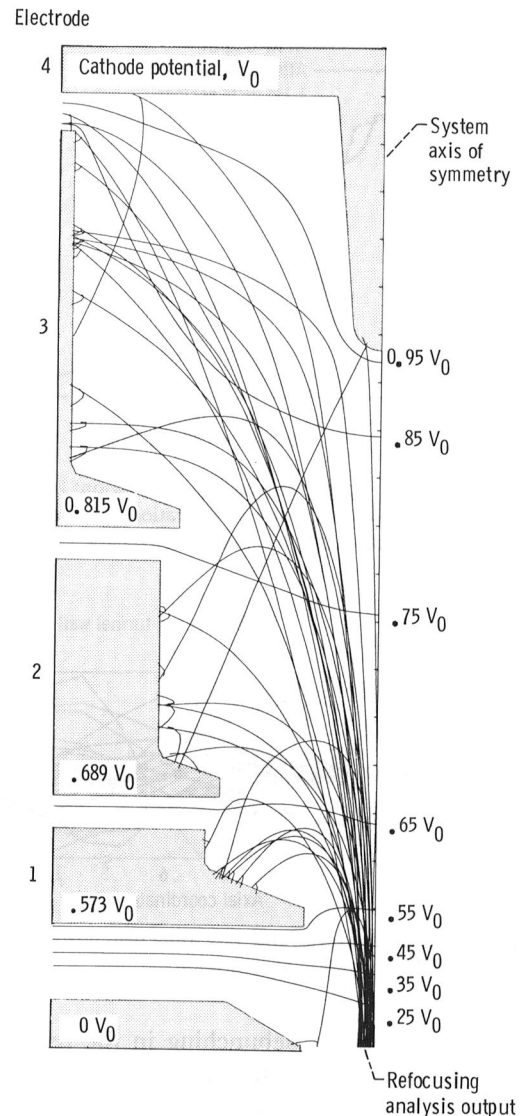 Electrode
4
Cathode potential, V0
System
axis of
symmetry
3
0.95 V0
.85 V0
0.815 V0
.75 V0
2
.689 V0
.65 V0
1
.573 V0
.55 V0
.45 V0
.35 V0
.25 V0
0 V0
Refocusing
analysis output